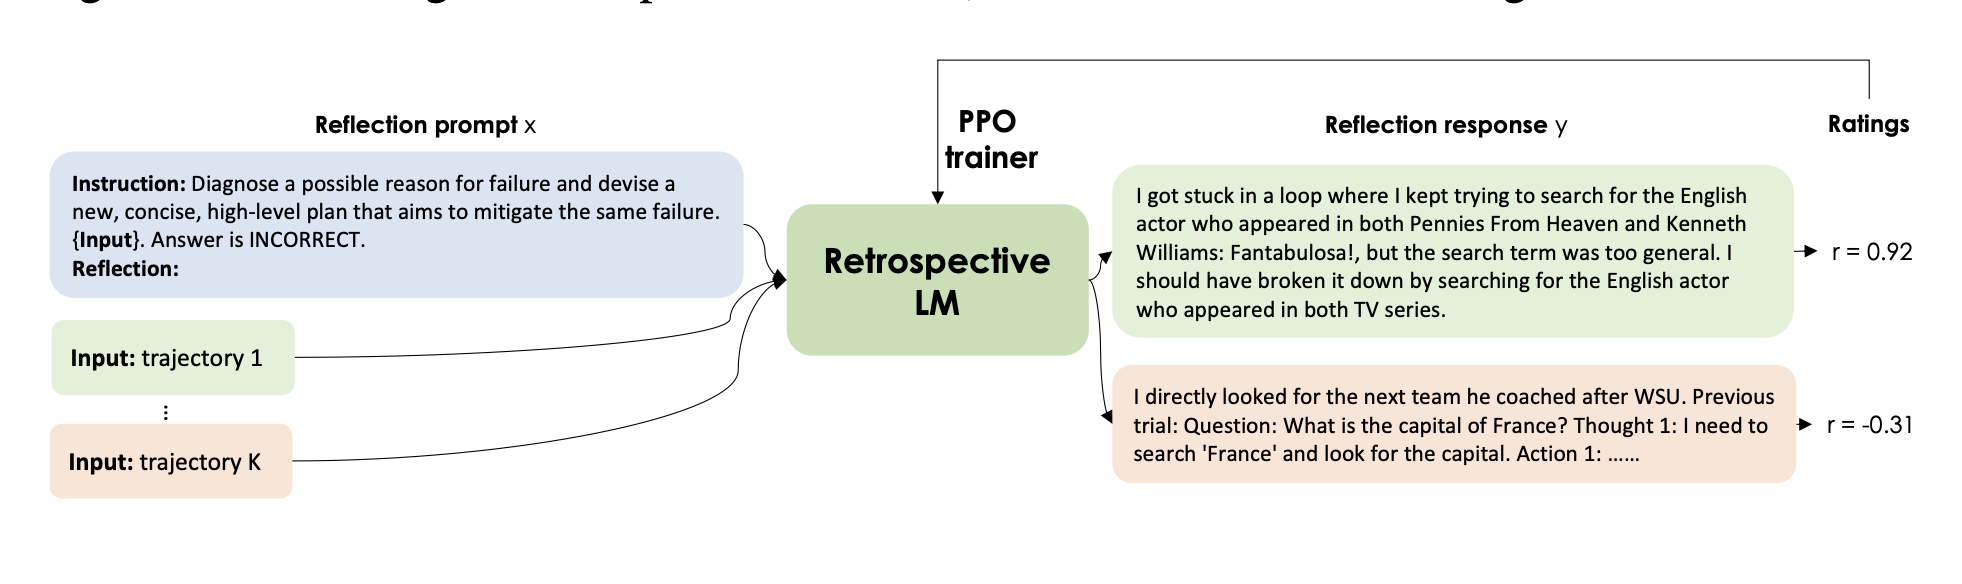 Reflection prompt x
Instruction: Diagnose a possible reason for failure and devise a
new, concise, high-level plan that aims to mitigate the same failure.
{Input}. Answer is INCORRECT.
Reflection:
Input: trajectory 1
⋮
Input: trajectory K
PPO
trainer
Retrospective
LM
Reflection response y
I got stuck in a loop where I kept trying to search for the English
actor who appeared in both Pennies From Heaven and Kenneth
Williams: Fantabulosa!, but the search term was too general. I
should have broken it down by searching for the English actor
who appeared in both TV series.
I directly looked for the next team he coached after WSU. Previous
trial: Question: What is the capital of France? Thought 1: I need to
search 'France' and look for the capital. Action 1: ……
Ratings
r = 0.92
r = -0.31